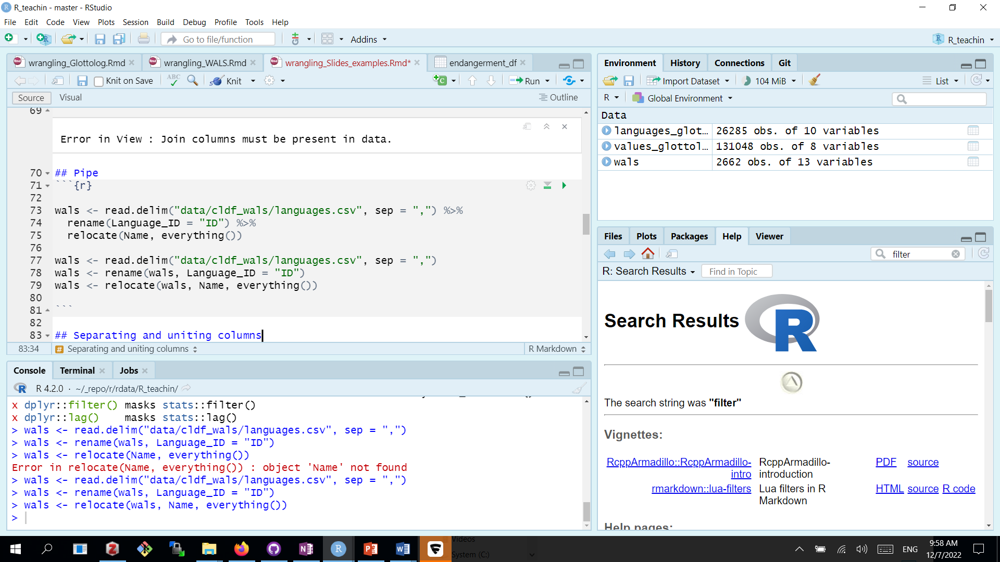 R_teachin - master - RStudio
File Edit Code View Plots Session Build Debug Profile Tools Help
Go to file/function
Addins
R_teachin
wrangling_Glottolog.Rmd
wrangling_WALS.Rmd
wrangling_Slides_examples.Rmd*
endangerment_df
Knit on Save
ABC
Knit
Run
Source Visual
Outline
69
Error in View : Join columns must be present in data.
70 ## Pipe
71 ```{r}
72
73 wals <- read.delim("data/cldf_wals/languages.csv", sep = ",") %>%
74 rename(Language_ID = "ID") %>%
75 relocate(Name, everything())
76
77 wals <- read.delim("data/cldf_wals/languages.csv", sep = ",")
78 wals <- rename(wals, Language_ID = "ID")
79 wals <- relocate(wals, Name, everything())
80
81 ```
82
83 ## Separating and uniting columns
83:34 # Separating and uniting columns R Markdown
Console Terminal Jobs
R 4.2.0 · ~/_repo/r/rdata/R_teachin/
x dplyr::filter() masks stats::filter()
x dplyr::lag() masks stats::lag()
> wals <- read.delim("data/cldf_wals/languages.csv", sep = ",")
> wals <- rename(wals, Language_ID = "ID")
> wals <- relocate(Name, everything())
Error in relocate(Name, everything()) : object 'Name' not found
> wals <- read.delim("data/cldf_wals/languages.csv", sep = ",")
> wals <- rename(wals, Language_ID = "ID")
> wals <- relocate(wals, Name, everything())
>
Environment History Connections Git
Import Dataset 104 MiB List
R Global Environment
Data
languages_glot… 26285 obs. of 10 variables
values_glottol… 131048 obs. of 8 variables
wals 2662 obs. of 13 variables
Files Plots Packages Help Viewer
filter
R: Search Results Find in Topic
Search Results R
The search string was "filter"
Vignettes:
RcppArmadillo::RcppArmadillo-intro RcppArmadillo-introduction PDF source
rmarkdown::lua-filters Lua filters in R Markdown HTML source R code
Help pages:
Videos
System (C:)
ENG
9:58 AM
12/7/2022